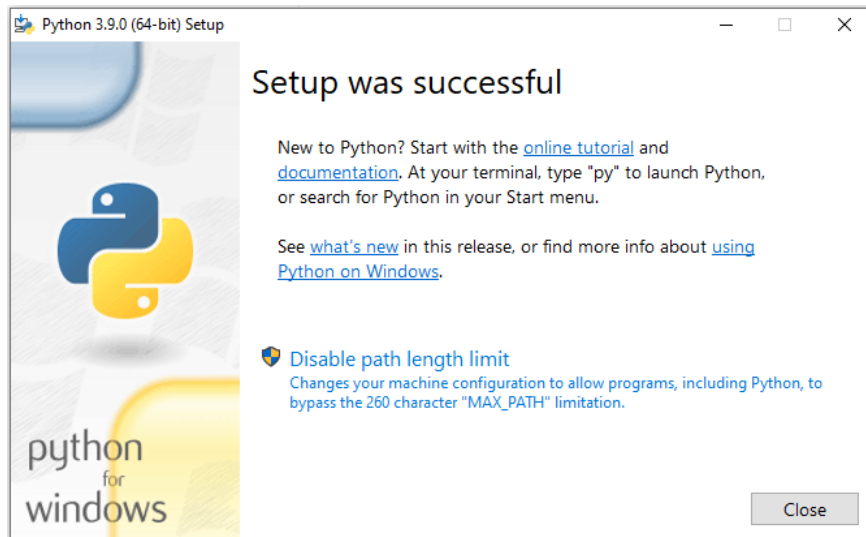 Python 3.9.0 (64-bit) Setup
Setup was successful
New to Python? Start with the online tutorial and
documentation. At your terminal, type "py" to launch Python,
or search for Python in your Start menu.
See what's new in this release, or find more info about using
Python on Windows.
Disable path length limit
Changes your machine configuration to allow programs, including Python, to
bypass the 260 character "MAX_PATH" limitation.
python
for
windows
Close